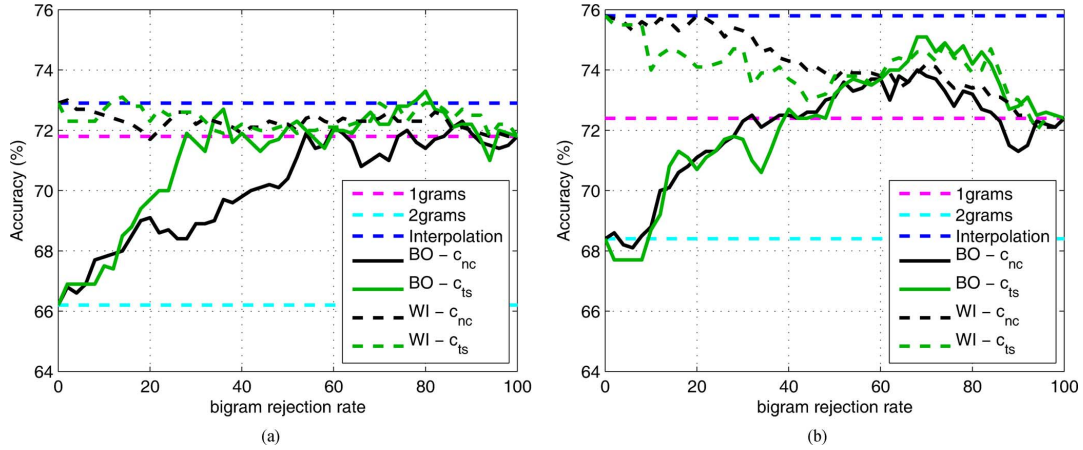 76
74
72
70
68
66
64
Accuracy (%)
0
20
40
60
80
100
bigram rejection rate
1grams
2grams
Interpolation
BO − c_nc
BO − c_ts
WI − c_nc
WI − c_ts
(a)
76
74
72
70
68
66
64
Accuracy (%)
0
20
40
60
80
100
bigram rejection rate
1grams
2grams
Interpolation
BO − c_nc
BO − c_ts
WI − c_nc
WI − c_ts
(b)